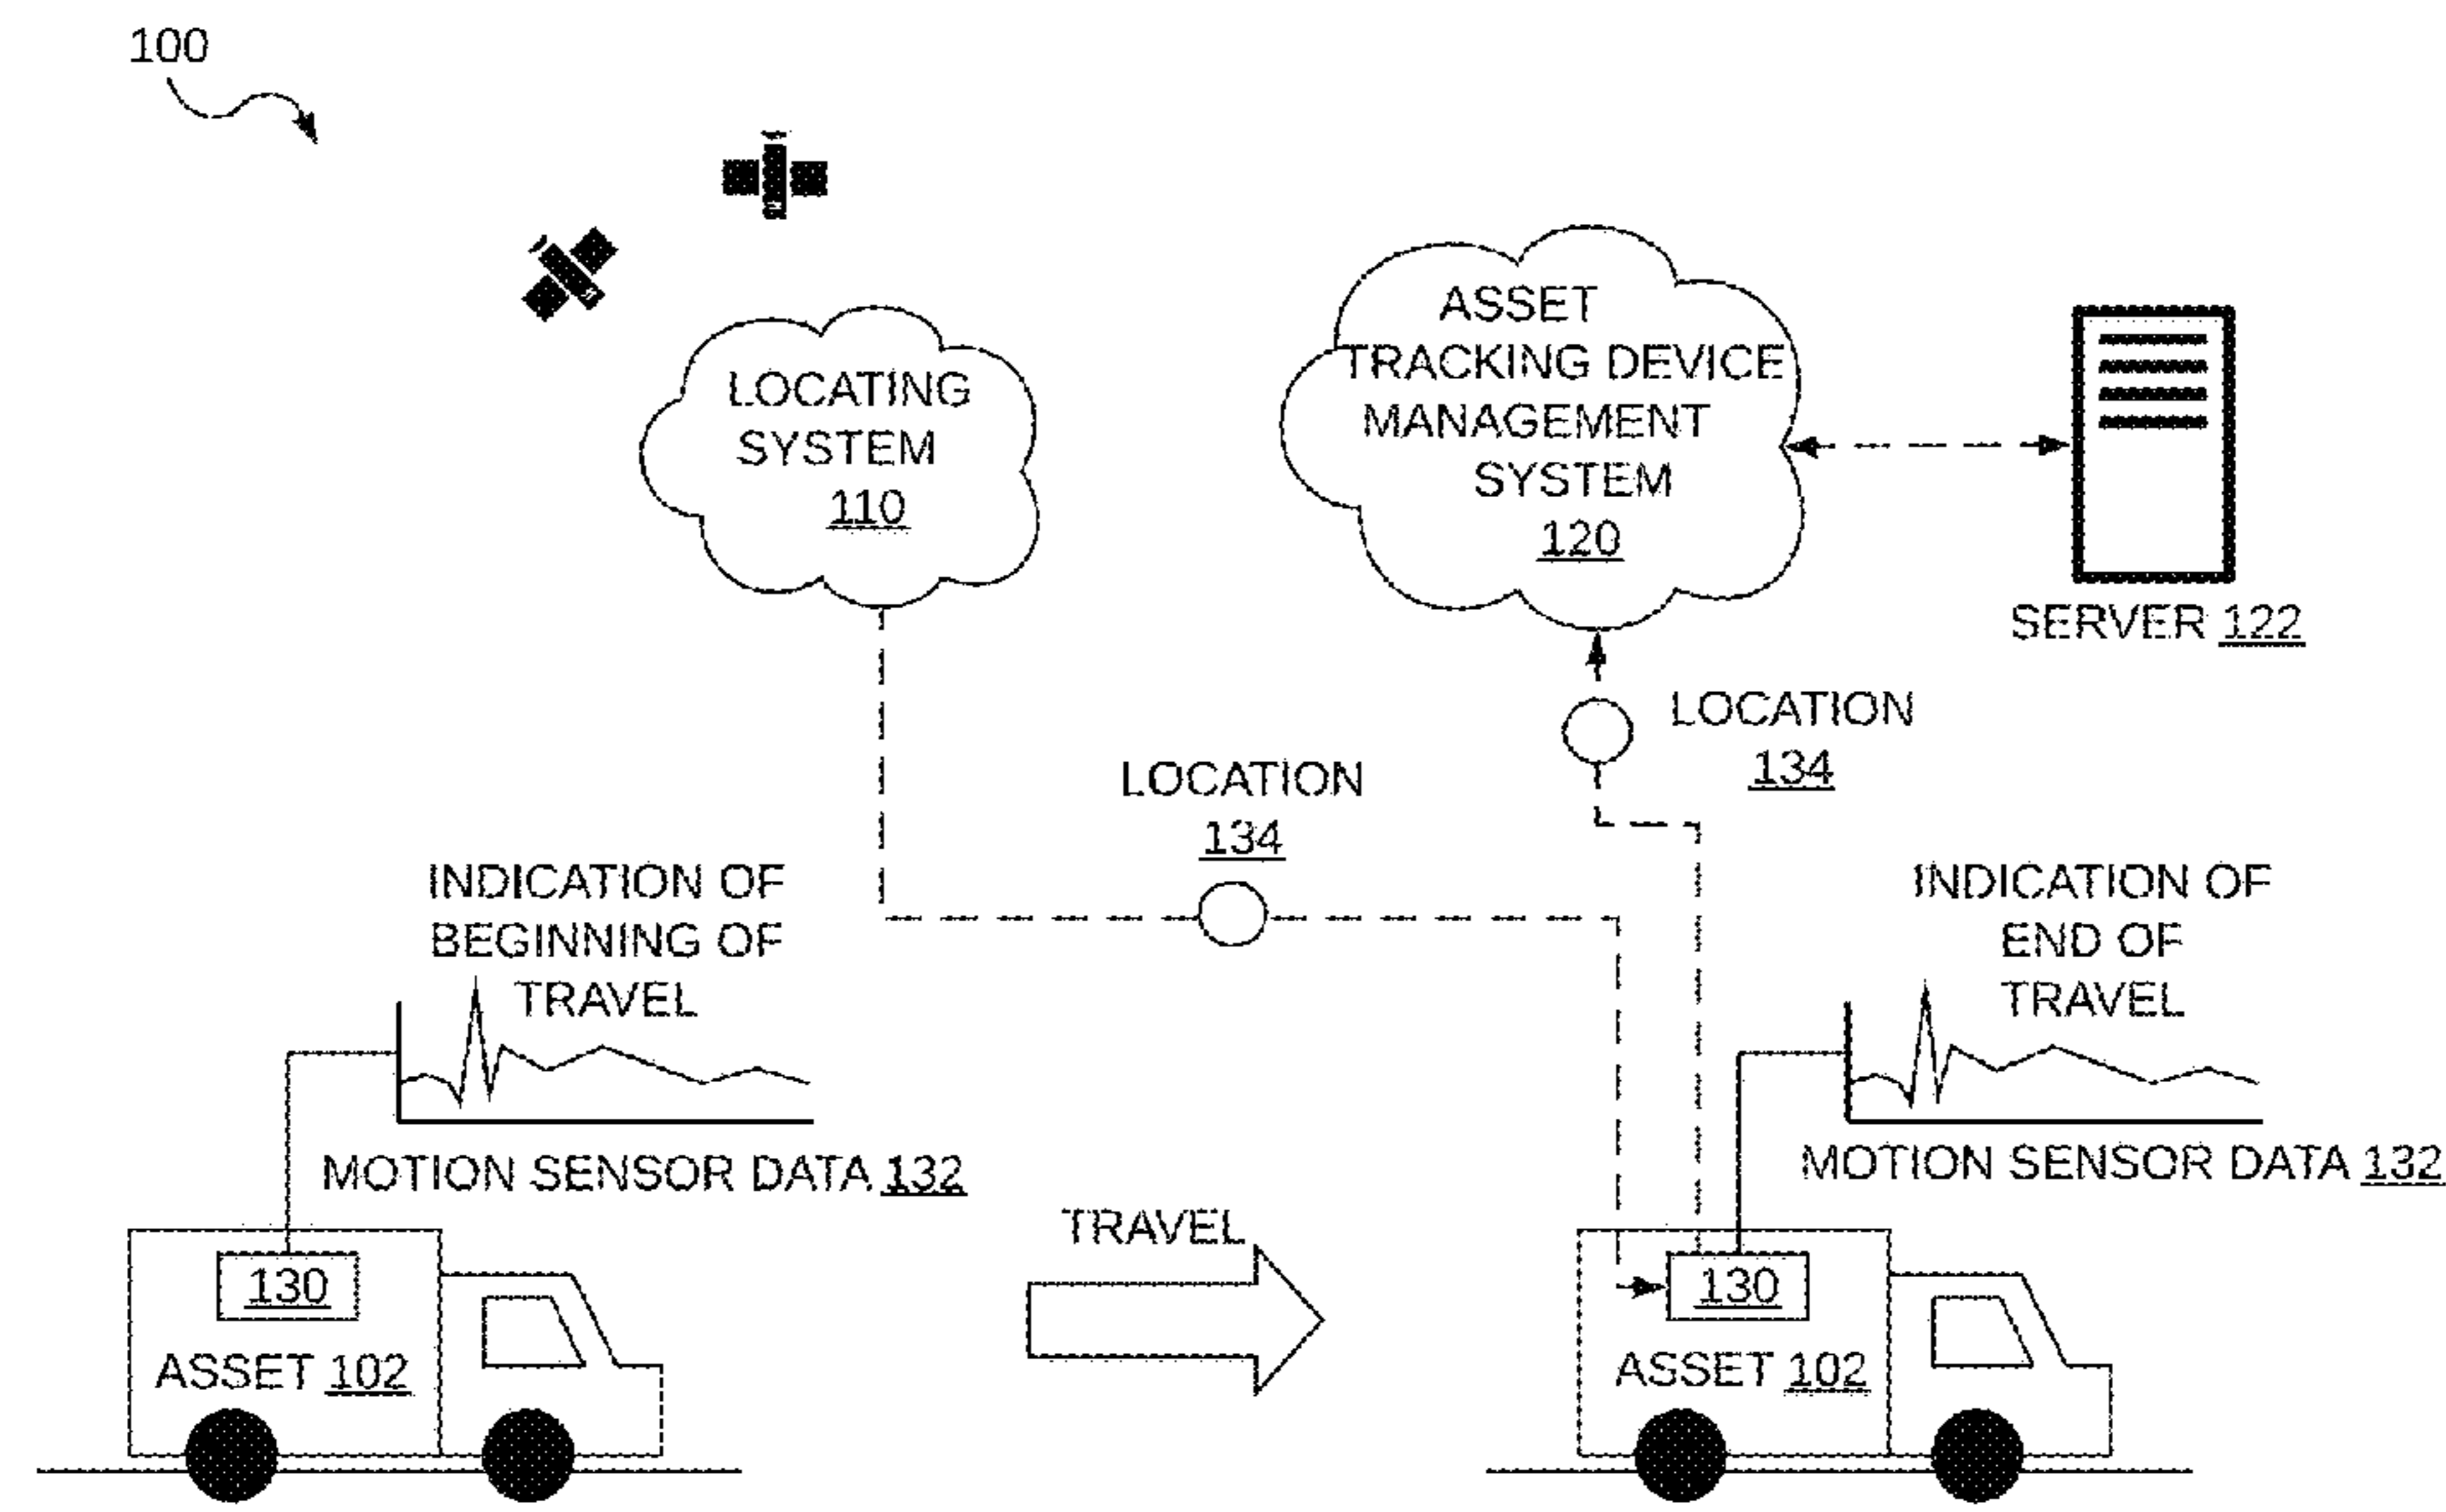 100
LOCATING
SYSTEM
110
ASSET
TRACKING DEVICE
MANAGEMENT
SYSTEM
120
SERVER 122
LOCATION
134
LOCATION
134
INDICATION OF
BEGINNING OF
TRAVEL
MOTION SENSOR DATA 132
INDICATION OF
END OF
TRAVEL
MOTION SENSOR DATA 132
TRAVEL
130
ASSET 102
130
ASSET 102